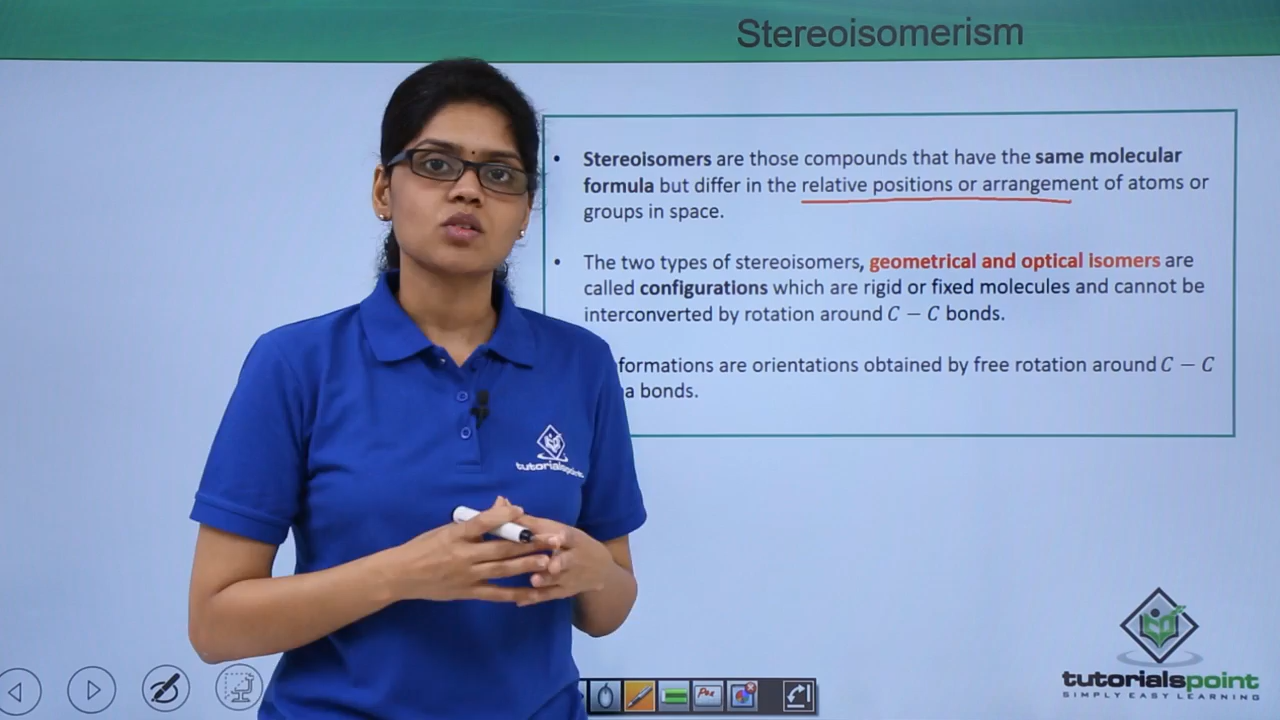 Stereoisomerism
• Stereoisomers are those compounds that have the same molecular
formula but differ in the relative positions or arrangement of atoms or
groups in space.
• The two types of stereoisomers, geometrical and optical isomers are
called configurations which are rigid or fixed molecules and cannot be
interconverted by rotation around C − C bonds.
formations are orientations obtained by free rotation around C − C
a bonds.
tutorialspoint
tutorialspoint
SIMPLY EASY LEARNING